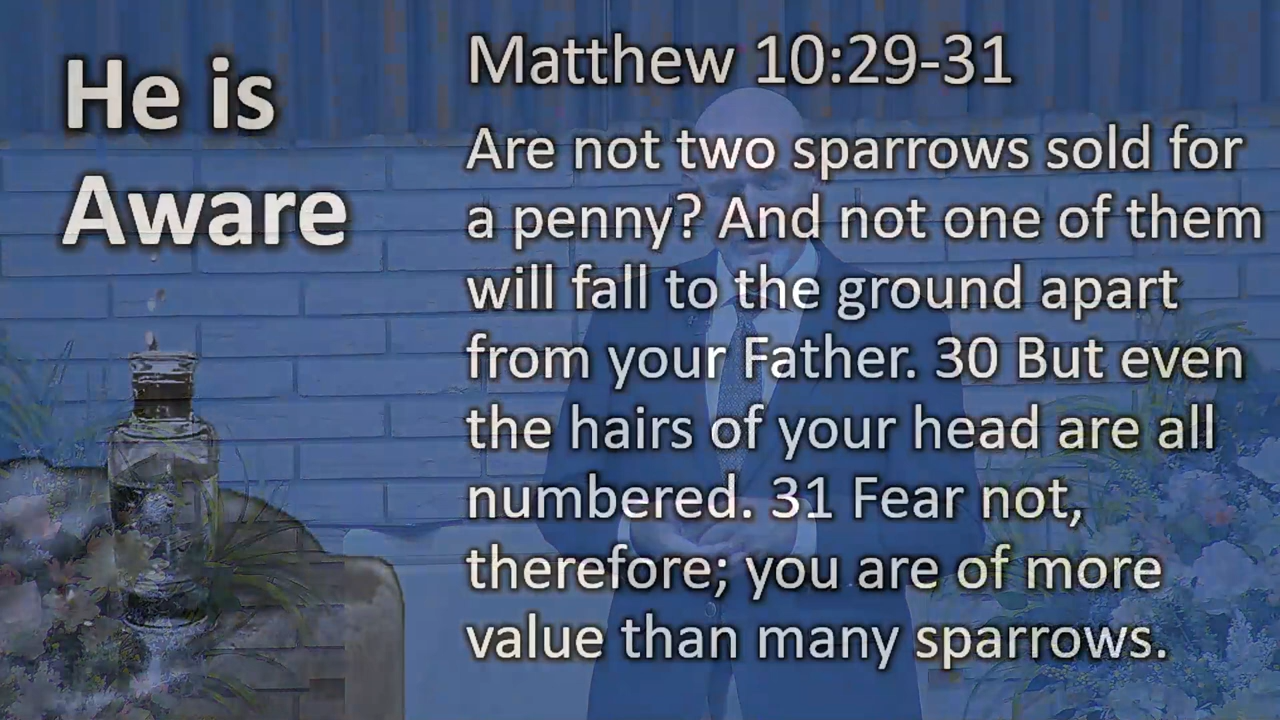 He is
Aware
Matthew 10:29-31
Are not two sparrows sold for
a penny? And not one of them
will fall to the ground apart
from your Father. 30 But even
the hairs of your head are all
numbered. 31 Fear not,
therefore; you are of more
value than many sparrows.